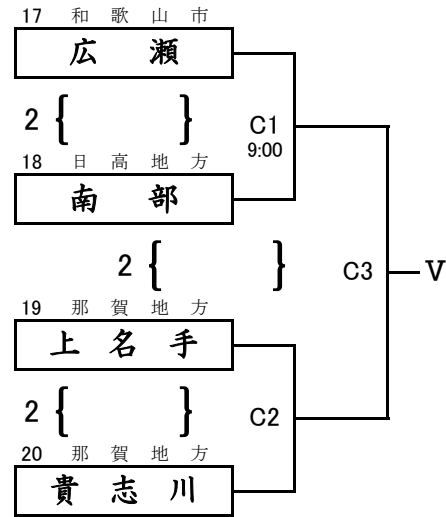 17 和歌山市
広瀬
2 { }
C1
9:00
18 日高地方
南部
2 { }
C3
V
19 那賀地方
上名手
2 { }
C2
20 那賀地方
貴志川